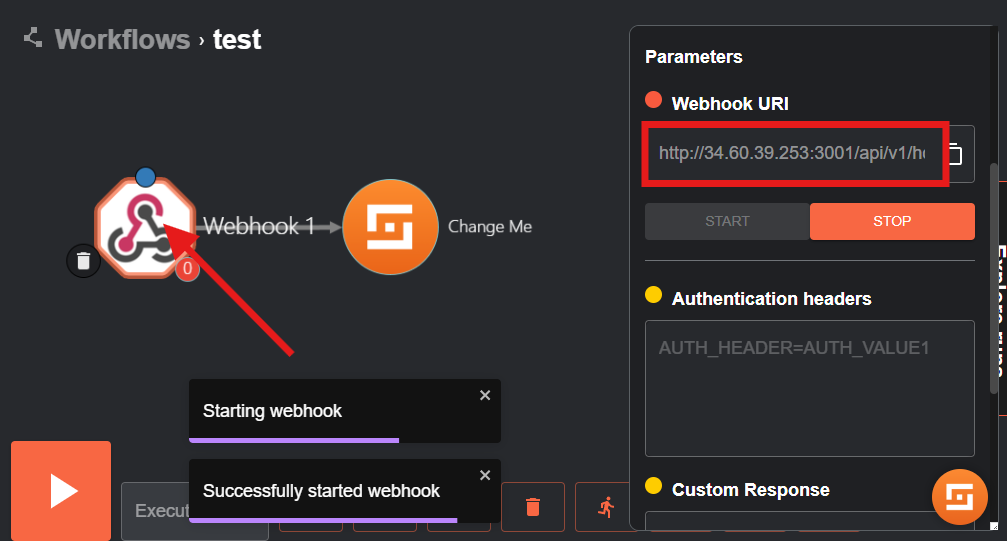 Workflows › test
Webhook 1
Change Me
0
Starting webhook
Successfully started webhook
Parameters
Webhook URI
http://34.60.39.253:3001/api/v1/h
START
STOP
Authentication headers
AUTH_HEADER=AUTH_VALUE1
Custom Response